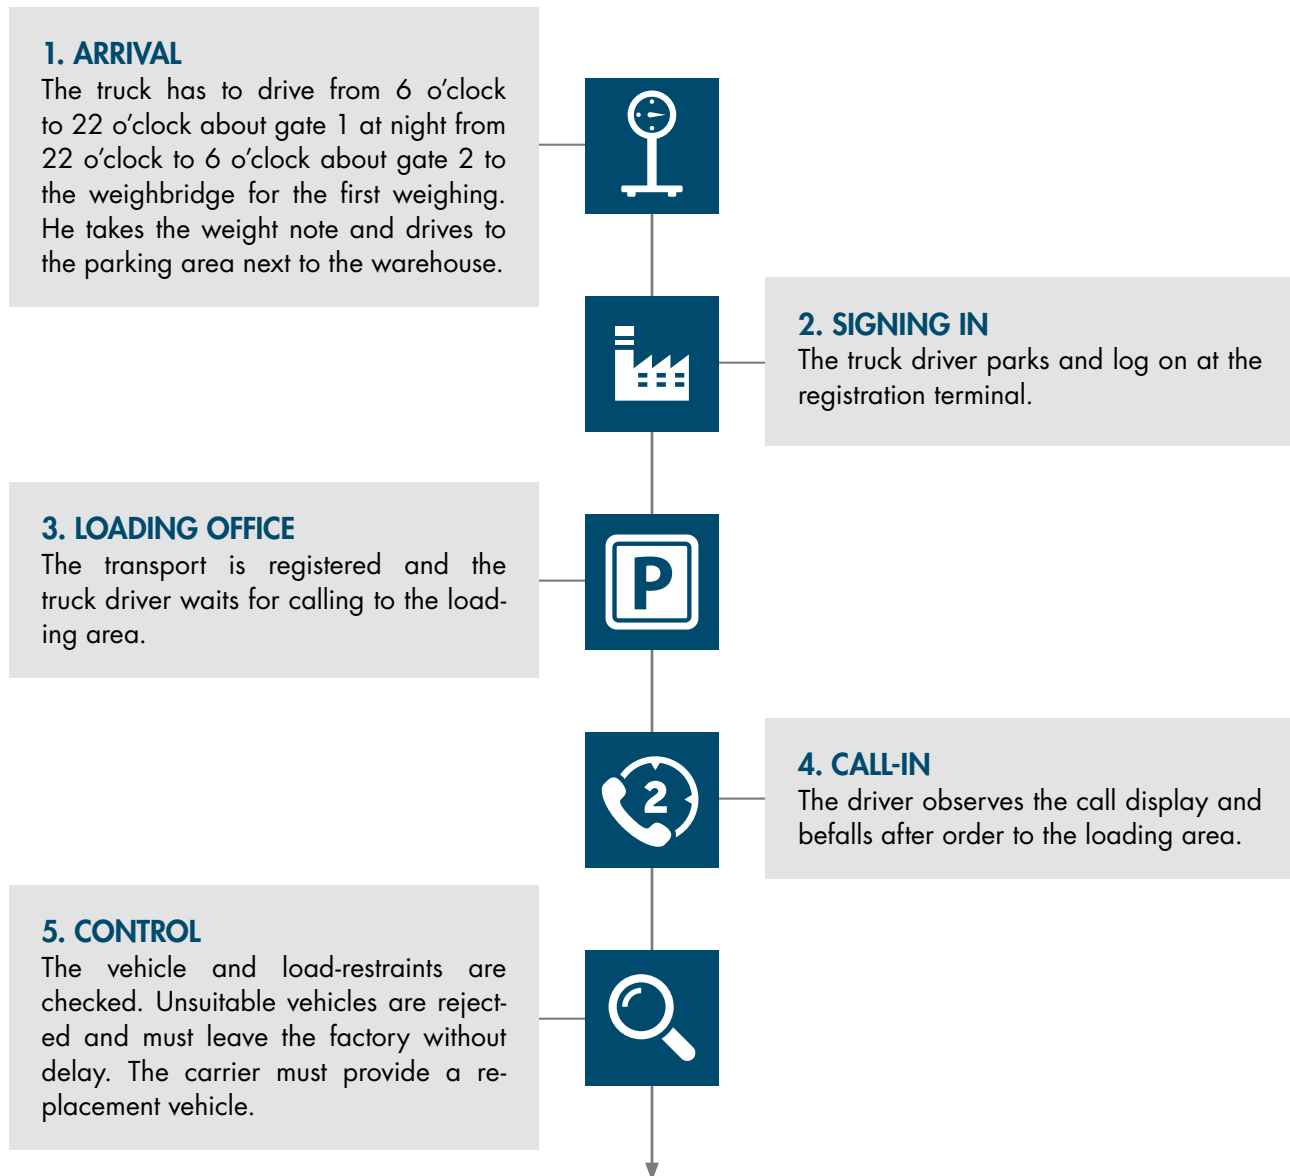 1. ARRIVAL
The truck has to drive from 6 o’clock
to 22 o’clock about gate 1 at night from
22 o’clock to 6 o’clock about gate 2 to
the weighbridge for the first weighing.
He takes the weight note and drives to
the parking area next to the warehouse.
2. SIGNING IN
The truck driver parks and log on at the
registration terminal.
3. LOADING OFFICE
The transport is registered and the
truck driver waits for calling to the load-
ing area.
P
4. CALL-IN
The driver observes the call display and
befalls after order to the loading area.
2
5. CONTROL
The vehicle and load-restraints are
checked. Unsuitable vehicles are reject-
ed and must leave the factory without
delay. The carrier must provide a re-
placement vehicle.